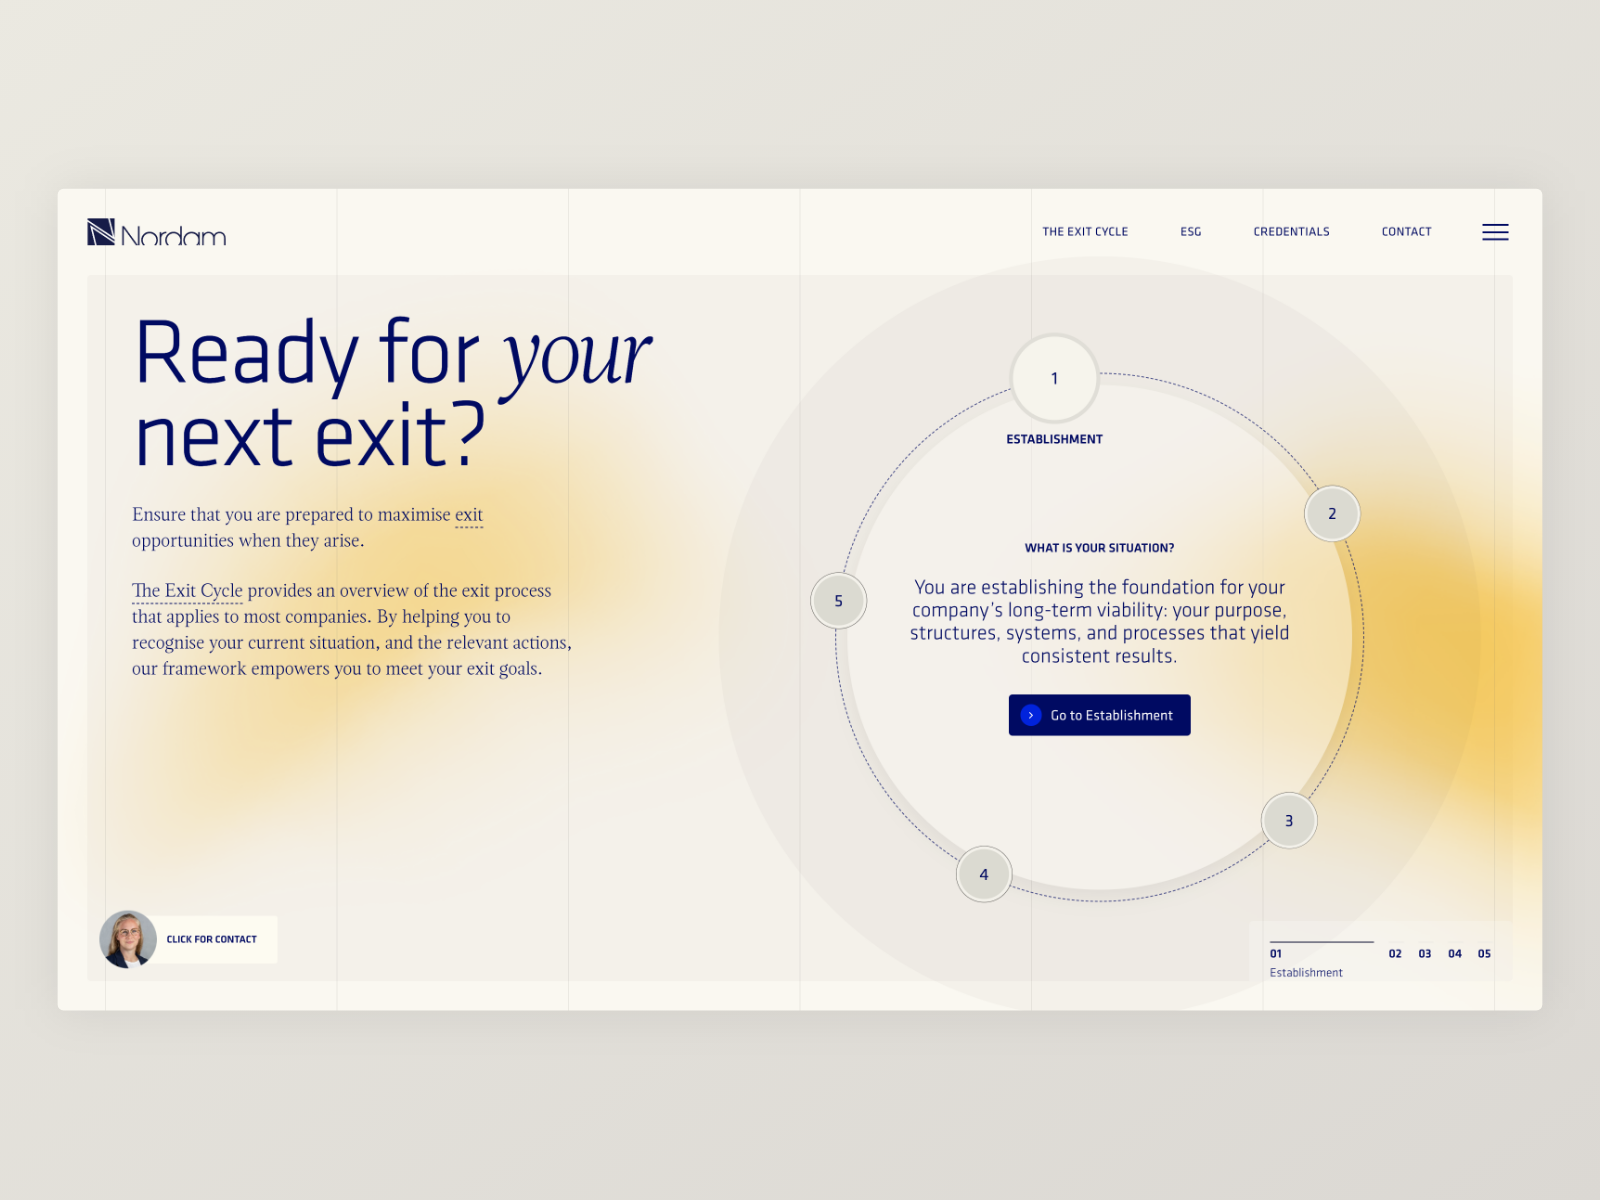 Nordam
THE EXIT CYCLE
ESG
CREDENTIALS
CONTACT
Ready for your
next exit?
Ensure that you are prepared to maximise exit
opportunities when they arise.
The Exit Cycle provides an overview of the exit process
that applies to most companies. By helping you to
recognise your current situation, and the relevant actions,
our framework empowers you to meet your exit goals.
CLICK FOR CONTACT
1
ESTABLISHMENT
2
3
4
5
WHAT IS YOUR SITUATION?
You are establishing the foundation for your
company's long-term viability: your purpose,
structures, systems, and processes that yield
consistent results.
Go to Establishment
01
02
03
04
05
Establishment